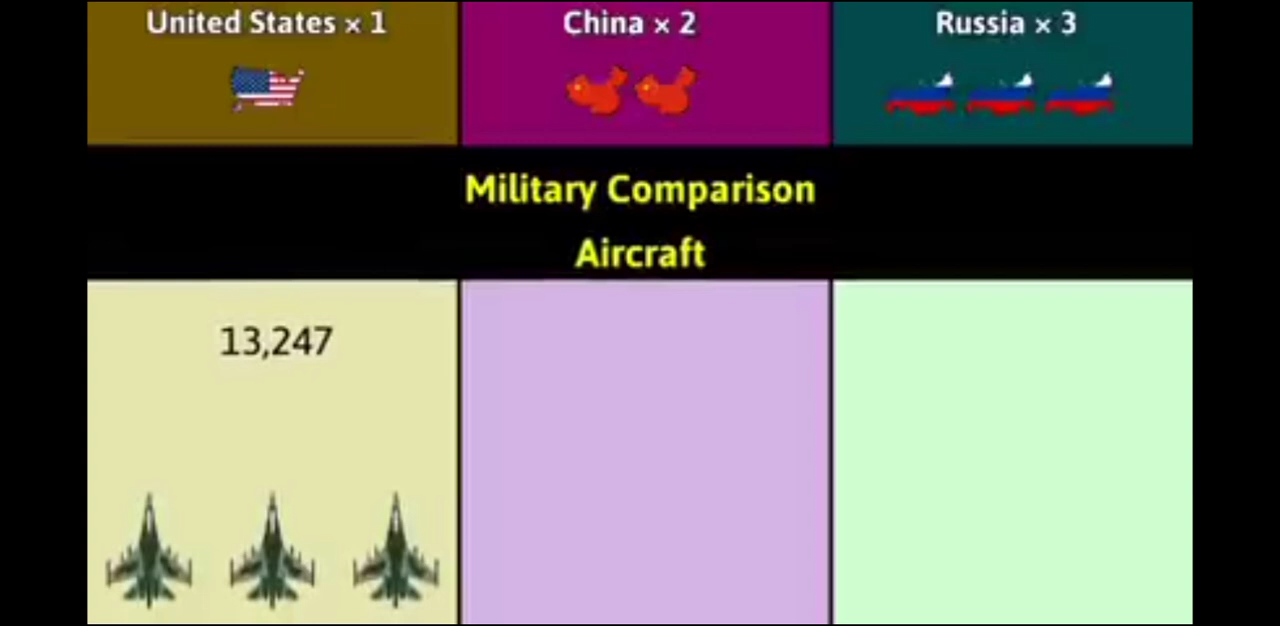 United States × 1
China × 2
Russia × 3
Military Comparison
Aircraft
13,247